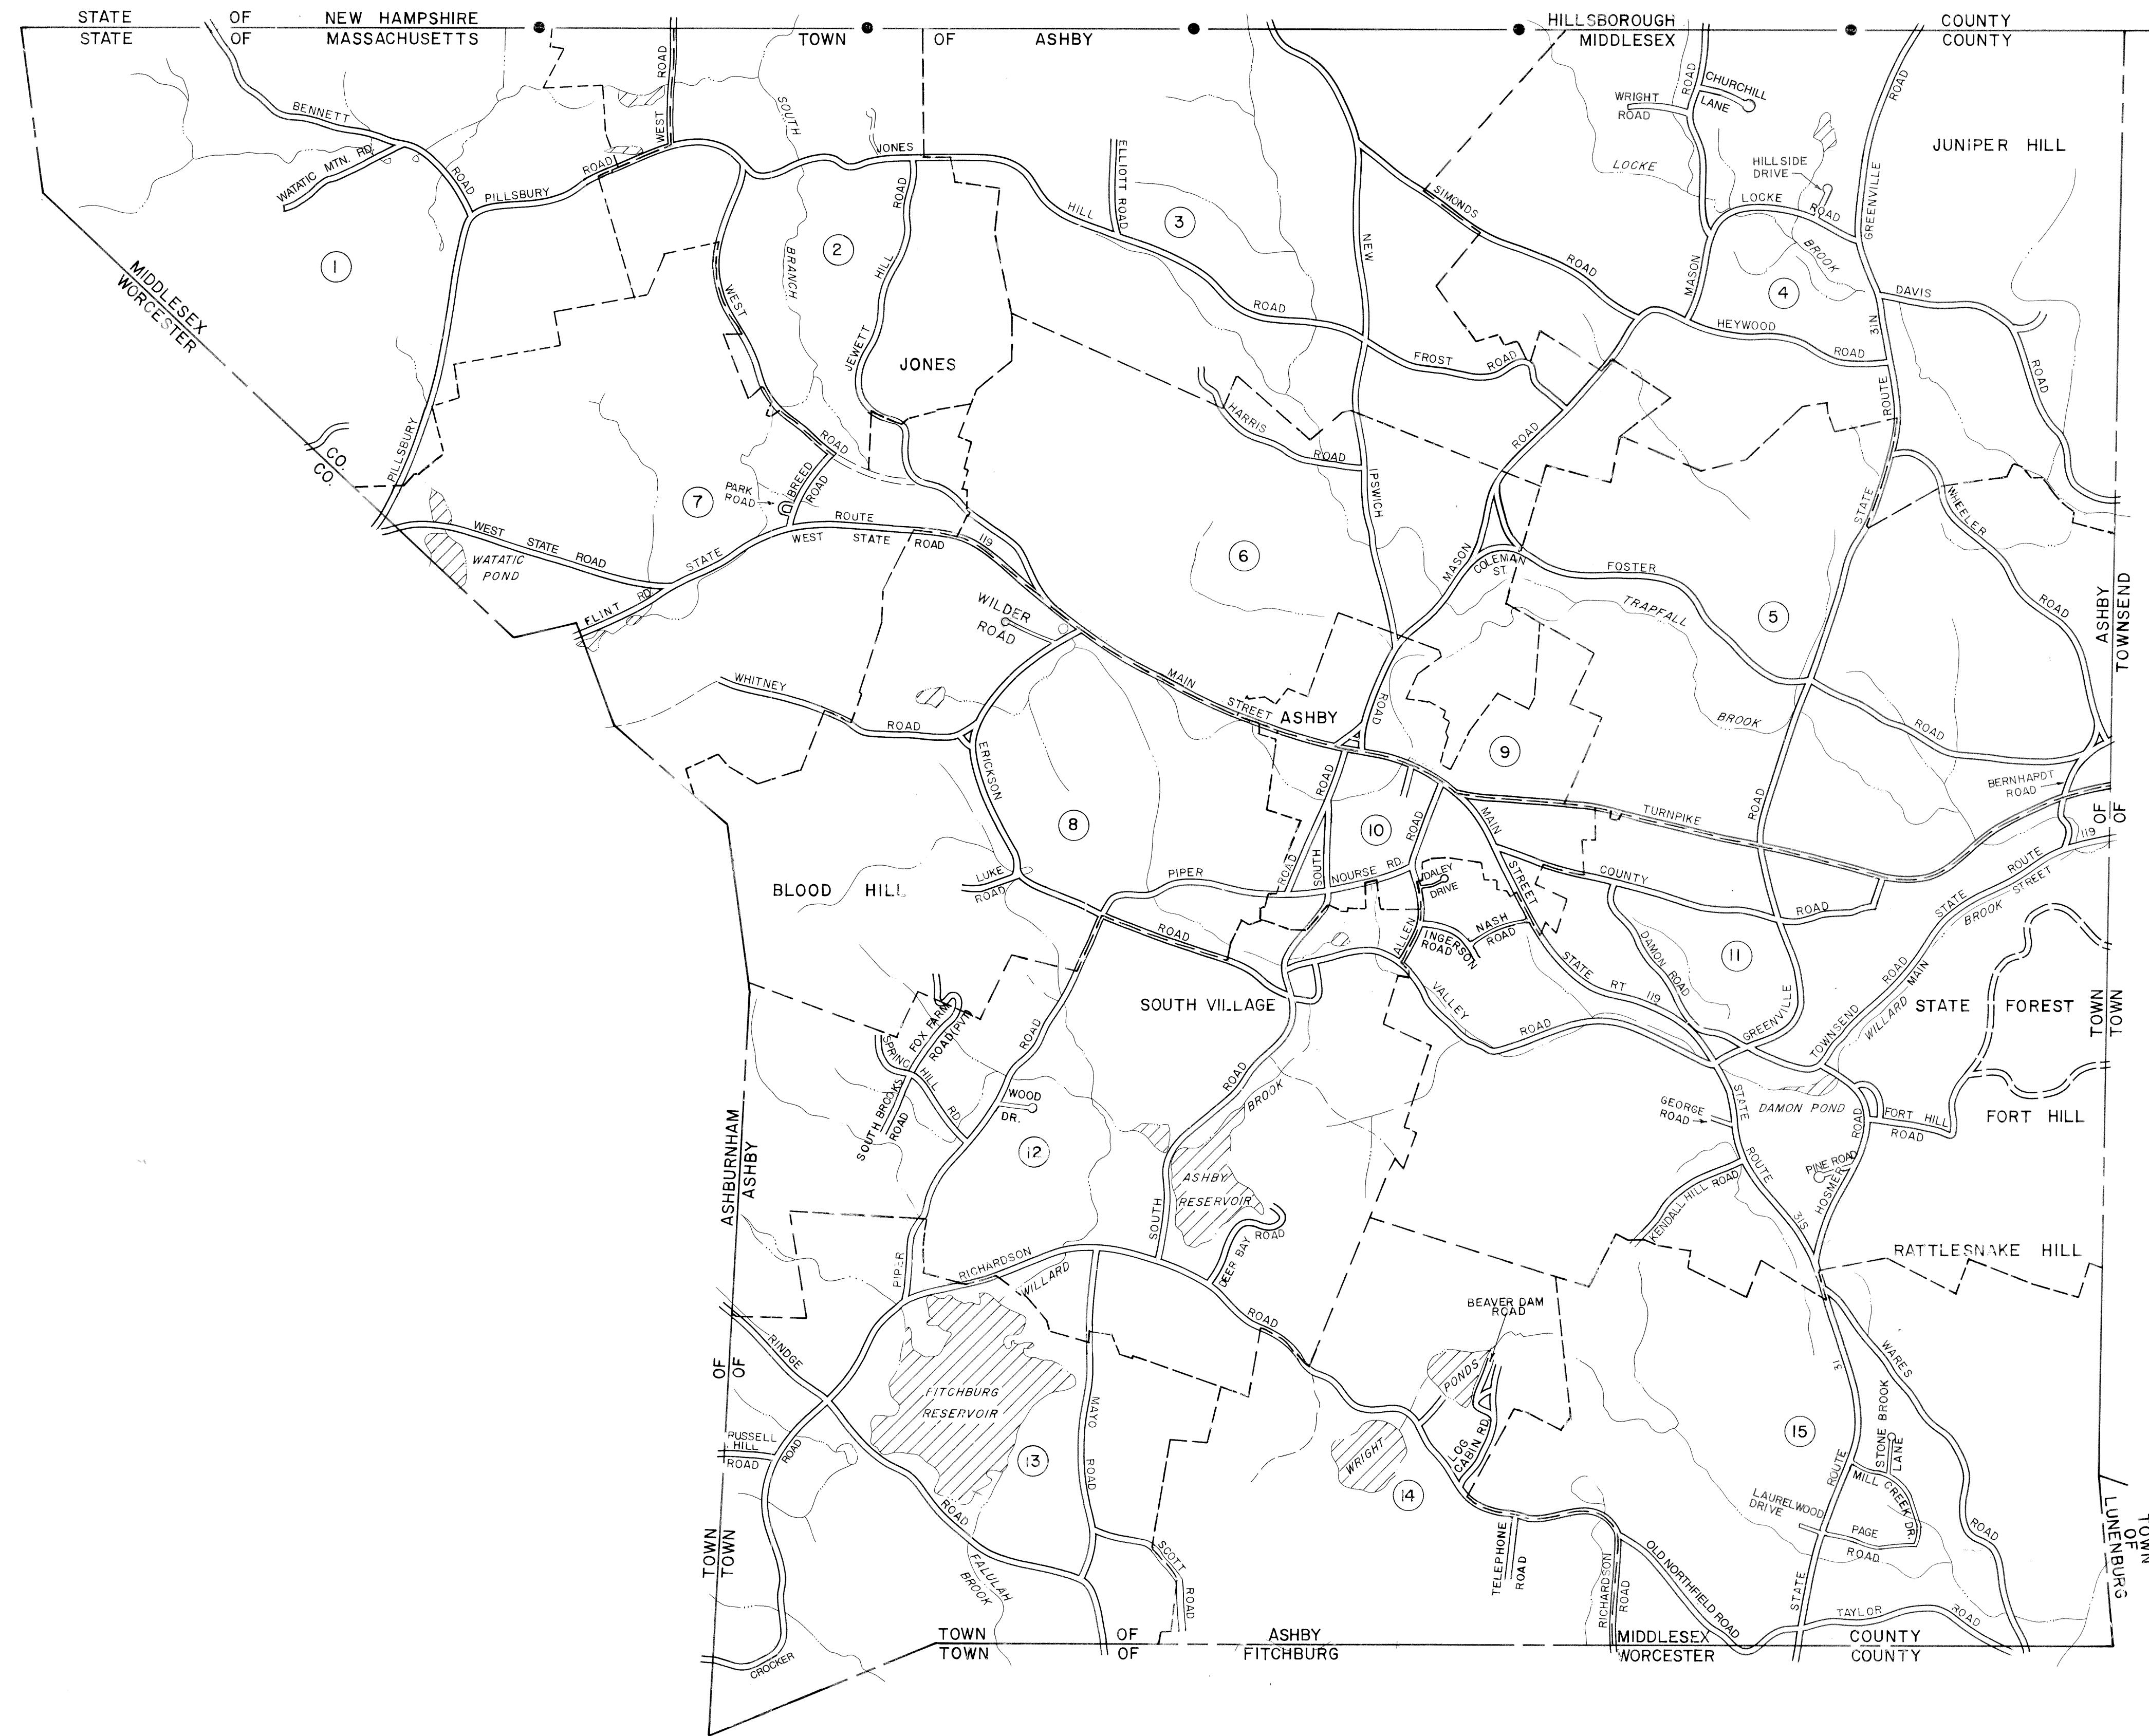 STATE OF NEW HAMPSHIRE
STATE OF MASSACHUSETTS
TOWN OF ASHBY
HILLSBOROUGH COUNTY
MIDDLESEX COUNTY
BENNETT ROAD
WATATIC MTN. RD.
PILLSBURY ROAD
WEST ROAD
SOUTH BRANCH
JONES HILL ROAD
ELLIOTT ROAD
WRIGHT ROAD
CHURCHILL LANE
MASON ROAD
LOCKE BROOK
HILLSIDE DRIVE
LOCKE ROAD
GREENVILLE ROAD
JUNIPER HILL
SIMONDS ROAD
1
2
3
4
MIDDLESEX CO.
WORCESTER CO.
WEST ROAD
JEWETT HILL ROAD
JONES
NEW IPSWICH ROAD
FROST ROAD
HEYWOOD ROAD
DAVIS ROAD
STATE ROUTE 31N
HARRIS ROAD
PILLSBURY
7
PARK ROAD
BREED ROAD
WEST STATE ROAD
WATATIC POND
STATE ROUTE 119
WEST STATE ROAD
FLINT RD.
6
MASON ROAD
COLEMAN ST.
FOSTER ROAD
WHEELER ROAD
TRAPFALL BROOK
5
ASHBY
TOWNSEND
WILDER ROAD
WHITNEY ROAD
MAIN STREET
ASHBY
9
ERICKSON ROAD
8
10
TURNPIKE ROAD
BERNHARDT ROAD
SOUTH ROAD
NOURSE RD.
DALEY DRIVE
MAIN STREET
COUNTY ROAD
STATE ROUTE 119
MAIN STREET
WILLARD BROOK
TOWNSEND ROAD
BLOOD HILL
LUKE ROAD
PIPER ROAD
ALLEN ROAD
INGERSON ROAD
NASH ROAD
DAMON ROAD
11
STATE RT 119
GREENVILLE
STATE FOREST
TOWN OF
TOWN OF
SOUTH VILLAGE
VALLEY ROAD
FOX FARM ROAD (PVT)
SPRING HILL RD.
SOUTH BROOKS ROAD
WOOD DR.
12
SOUTH ROAD
BROOK
ASHBY RESERVOIR
DEER BAY ROAD
DAMON POND
GEORGE ROAD
STATE ROUTE 31S
FORT HILL ROAD
FORT HILL
PINE ROAD
HOSMER ROAD
KENDALL HILL ROAD
RATTLESNAKE HILL
TOWN OF ASHBURNHAM
TOWN OF ASHBY
PIPER
RICHARDSON ROAD
WILLARD
RINDGE ROAD
FITCHBURG RESERVOIR
MAYO ROAD
13
RUSSELL HILL ROAD
ROAD
CROCKER
FALULAH BROOK
SCOTT ROAD
BEAVER DAM ROAD
WRIGHT PONDS
LOG CABIN RD.
14
TELEPHONE ROAD
RICHARDSON ROAD
OLD NORTHFIELD ROAD
31
STATE ROUTE
WARES ROAD
15
STONE BROOK LANE
MILL CREEK DR.
LAURELWOOD DRIVE
PAGE ROAD
TAYLOR ROAD
TOWN OF LUNENBURG
TOWN OF ASHBY
TOWN OF FITCHBURG
MIDDLESEX COUNTY
WORCESTER COUNTY